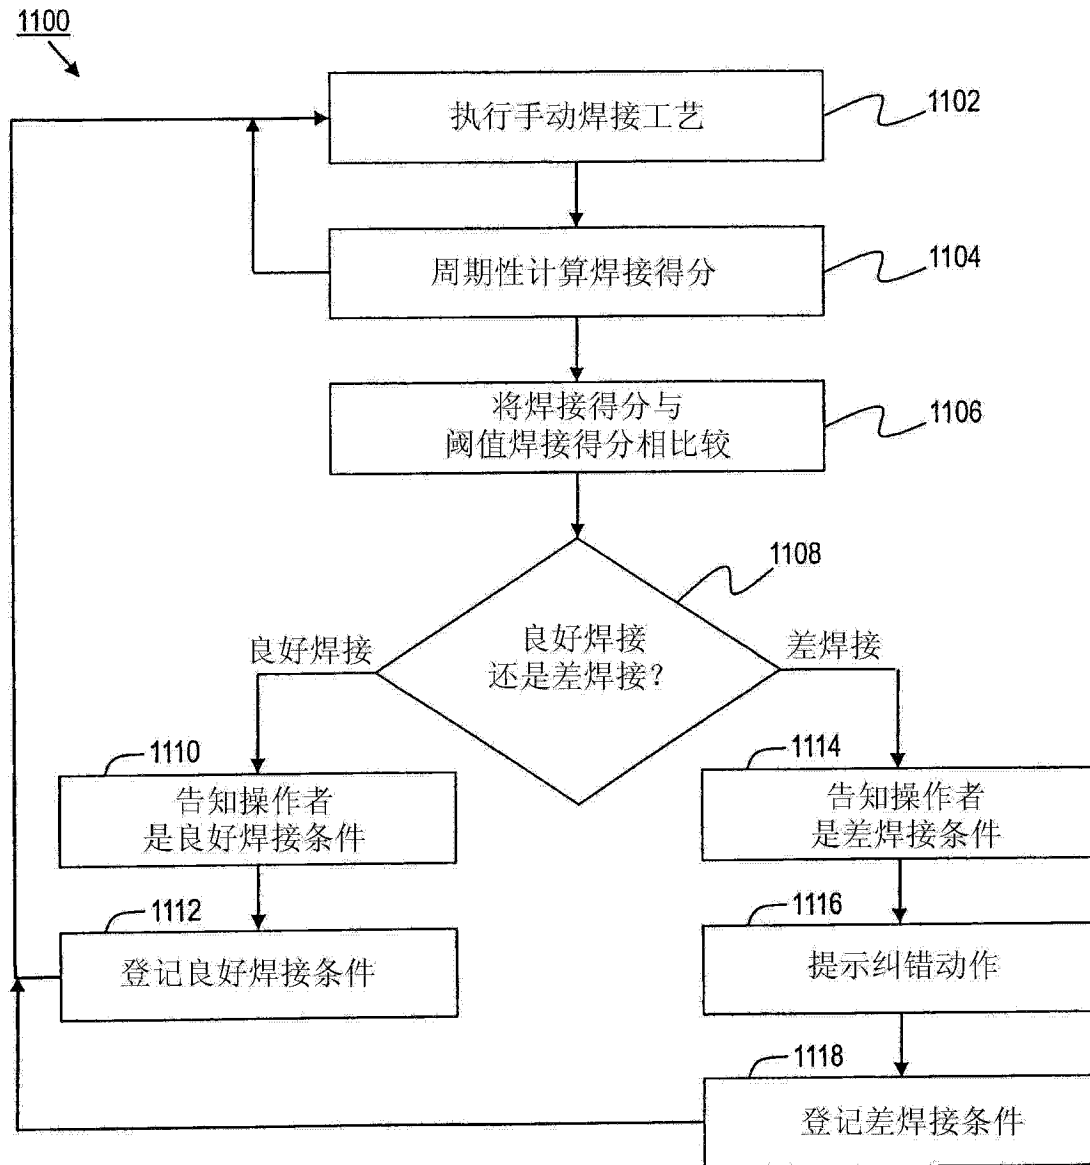 1100
执行手动焊接工艺
1102
周期性计算焊接得分
1104
将焊接得分与
阈值焊接得分相比较
1106
1108
良好焊接
还是差焊接?
良好焊接
差焊接
1110
告知操作者
是良好焊接条件
1114
告知操作者
是差焊接条件
1112
登记良好焊接条件
1116
提示纠错动作
1118
登记差焊接条件